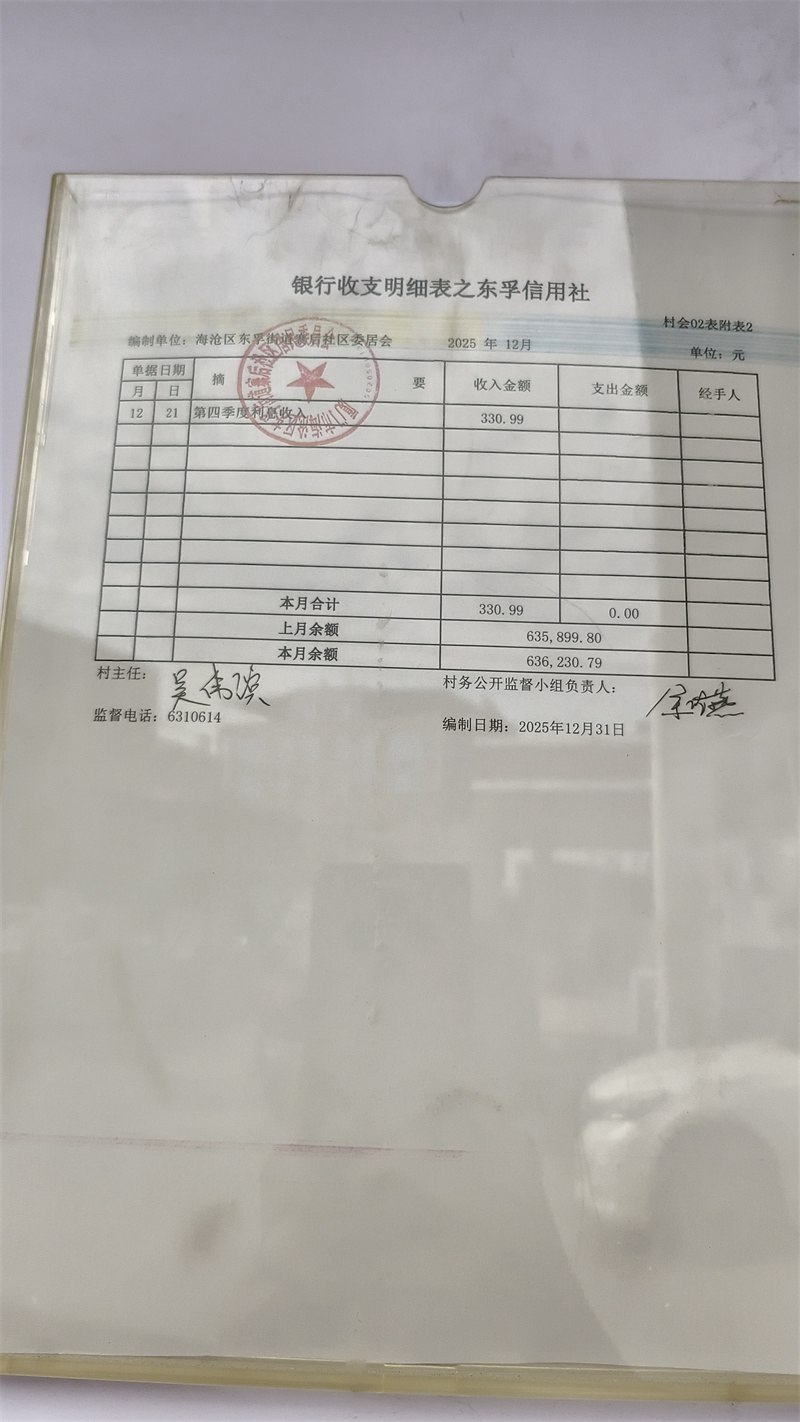 银行收支明细表之东孚信用社
村会02表附表2
编制单位：海沧区东孚街道寨后社区委居会 2025 年 12月 单位：元
单据日期 摘 要 收入金额 支出金额 经手人
月 日
12 21 第四季度利息收入 330.99
本月合计 330.99 0.00
上月余额 635,899.80
本月余额 636,230.79
村主任： 村务公开监督小组负责人：
监督电话：6310614 编制日期：2025年12月31日